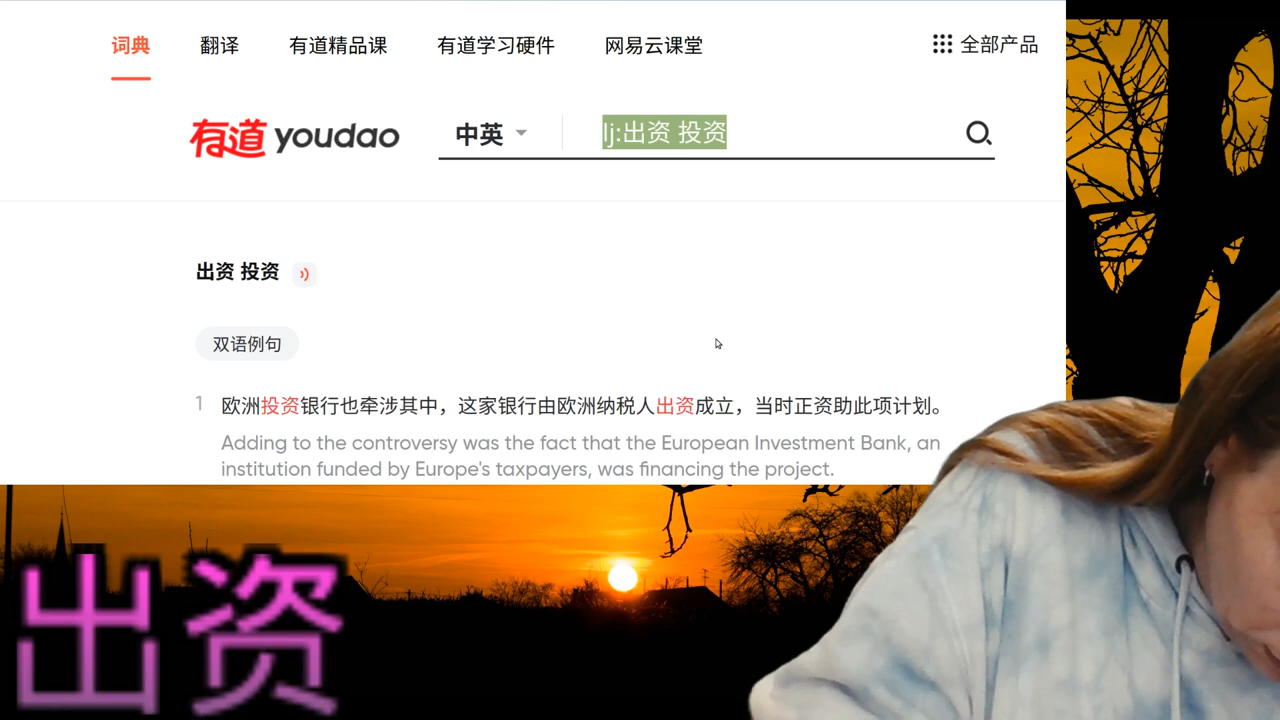 词典 翻译 有道精品课 有道学习硬件 网易云课堂 全部产品
有道 youdao 中英 lj:出资 投资
出资 投资
双语例句
1 欧洲投资银行也牵涉其中，这家银行由欧洲纳税人出资成立，当时正资助此项计划。
Adding to the controversy was the fact that the European Investment Bank, an
institution funded by Europe's taxpayers, was financing the project.
出资